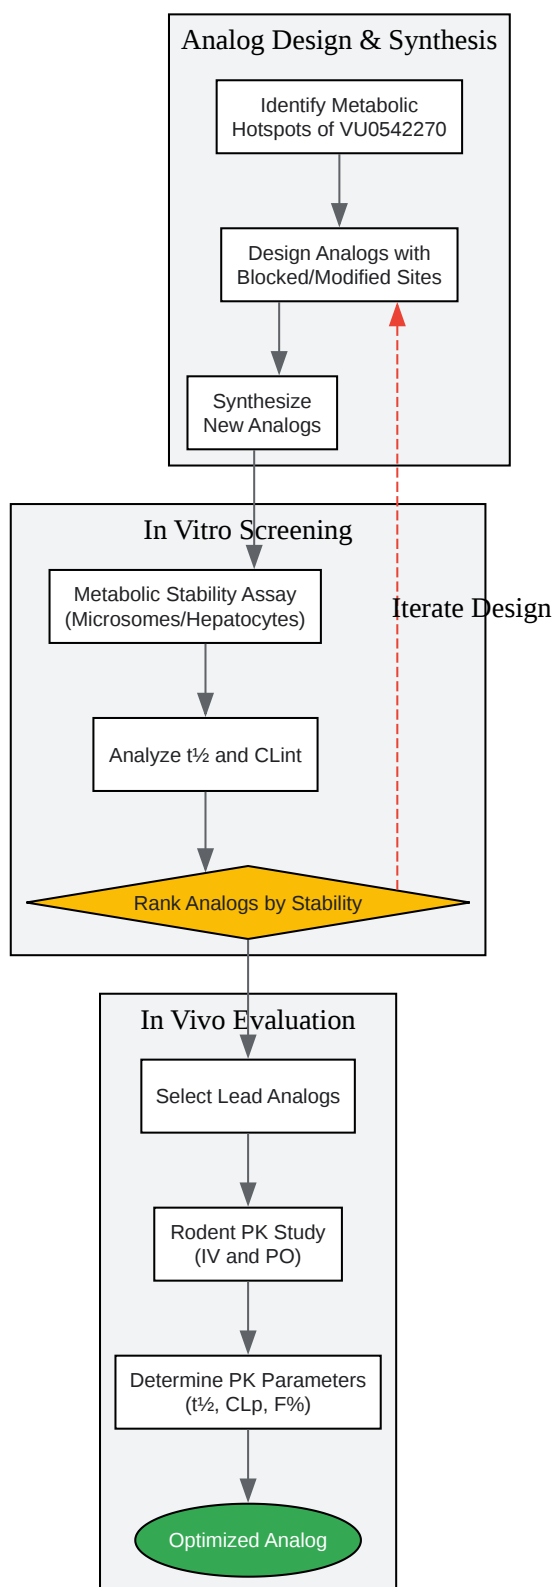 Analog Design & Synthesis
Identify Metabolic
Hotspots of VU0542270
Design Analogs with
Blocked/Modified Sites
Synthesize
New Analogs
In Vitro Screening
Metabolic Stability Assay
(Microsomes/Hepatocytes)
Iterate Design
Analyze t½ and CLint
Rank Analogs by Stability
In Vivo Evaluation
Select Lead Analogs
Rodent PK Study
(IV and PO)
Determine PK Parameters
(t½, CLp, F%)
Optimized Analog